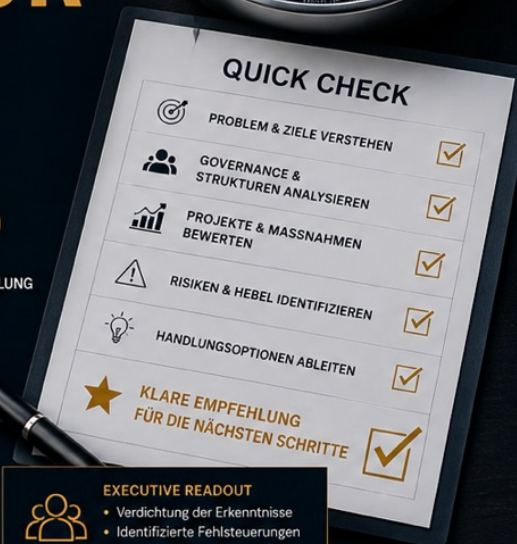 QUICK CHECK
PROBLEM & ZIELE VERSTEHEN
GOVERNANCE &
STRUKTUREN ANALYSIEREN
PROJEKTE & MASSNAHMEN
BEWERTEN
RISIKEN & HEBEL IDENTIFIZIEREN
HANDLUNGSOPTIONEN ABLEITEN
KLARE EMPFEHLUNG
FÜR DIE NÄCHSTEN SCHRITTE
LUNG
EXECUTIVE READOUT
• Verdichtung der Erkenntnisse
• Identifizierte Fehlsteuerungen